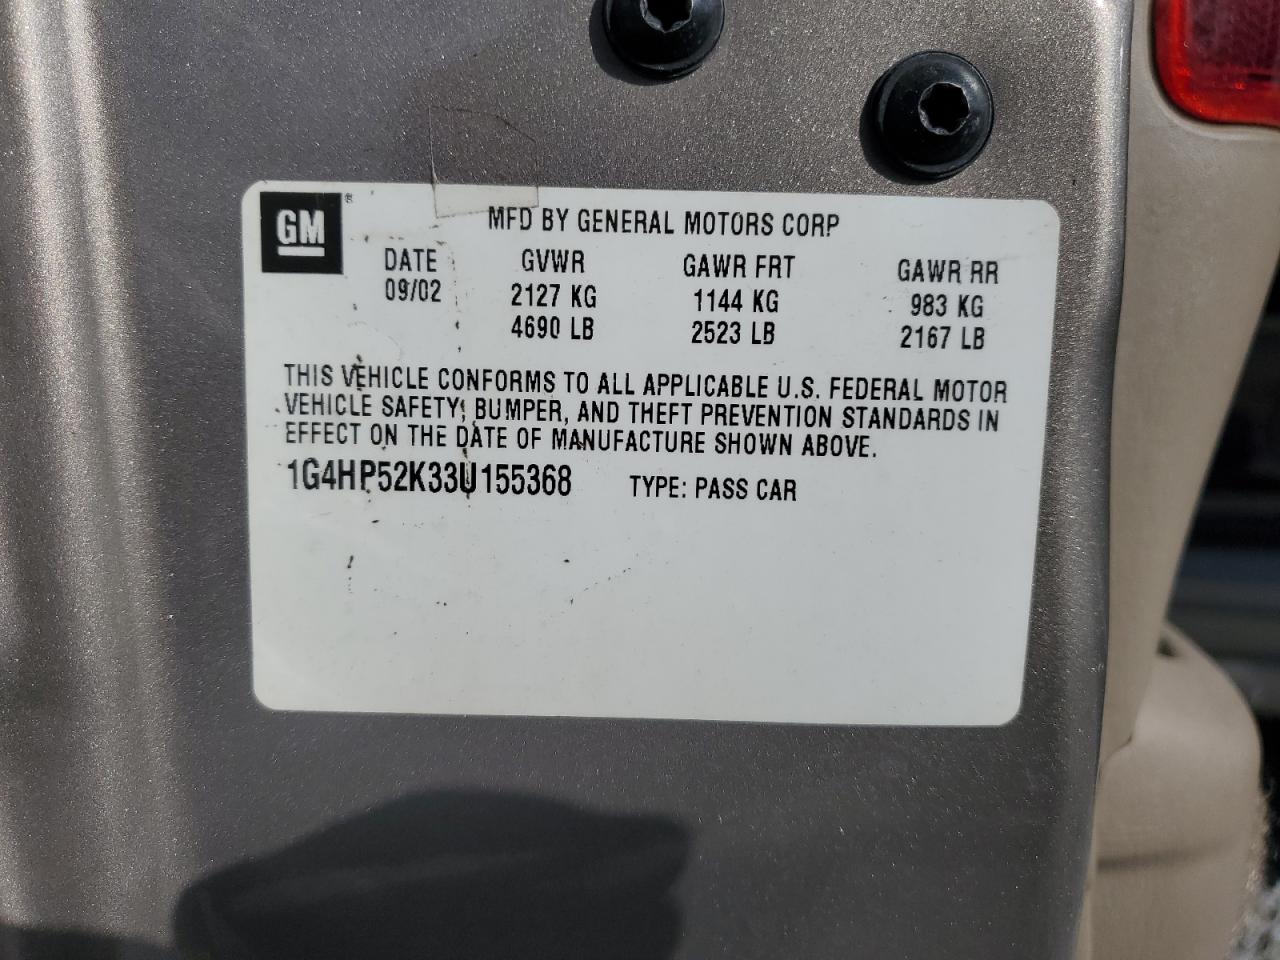 GM ®
MFD BY GENERAL MOTORS CORP
DATE GVWR GAWR FRT GAWR RR
09/02 2127 KG 1144 KG 983 KG
4690 LB 2523 LB 2167 LB
THIS VEHICLE CONFORMS TO ALL APPLICABLE U.S. FEDERAL MOTOR
VEHICLE SAFETY, BUMPER, AND THEFT PREVENTION STANDARDS IN
EFFECT ON THE DATE OF MANUFACTURE SHOWN ABOVE.
1G4HP52K33U155368 TYPE: PASS CAR